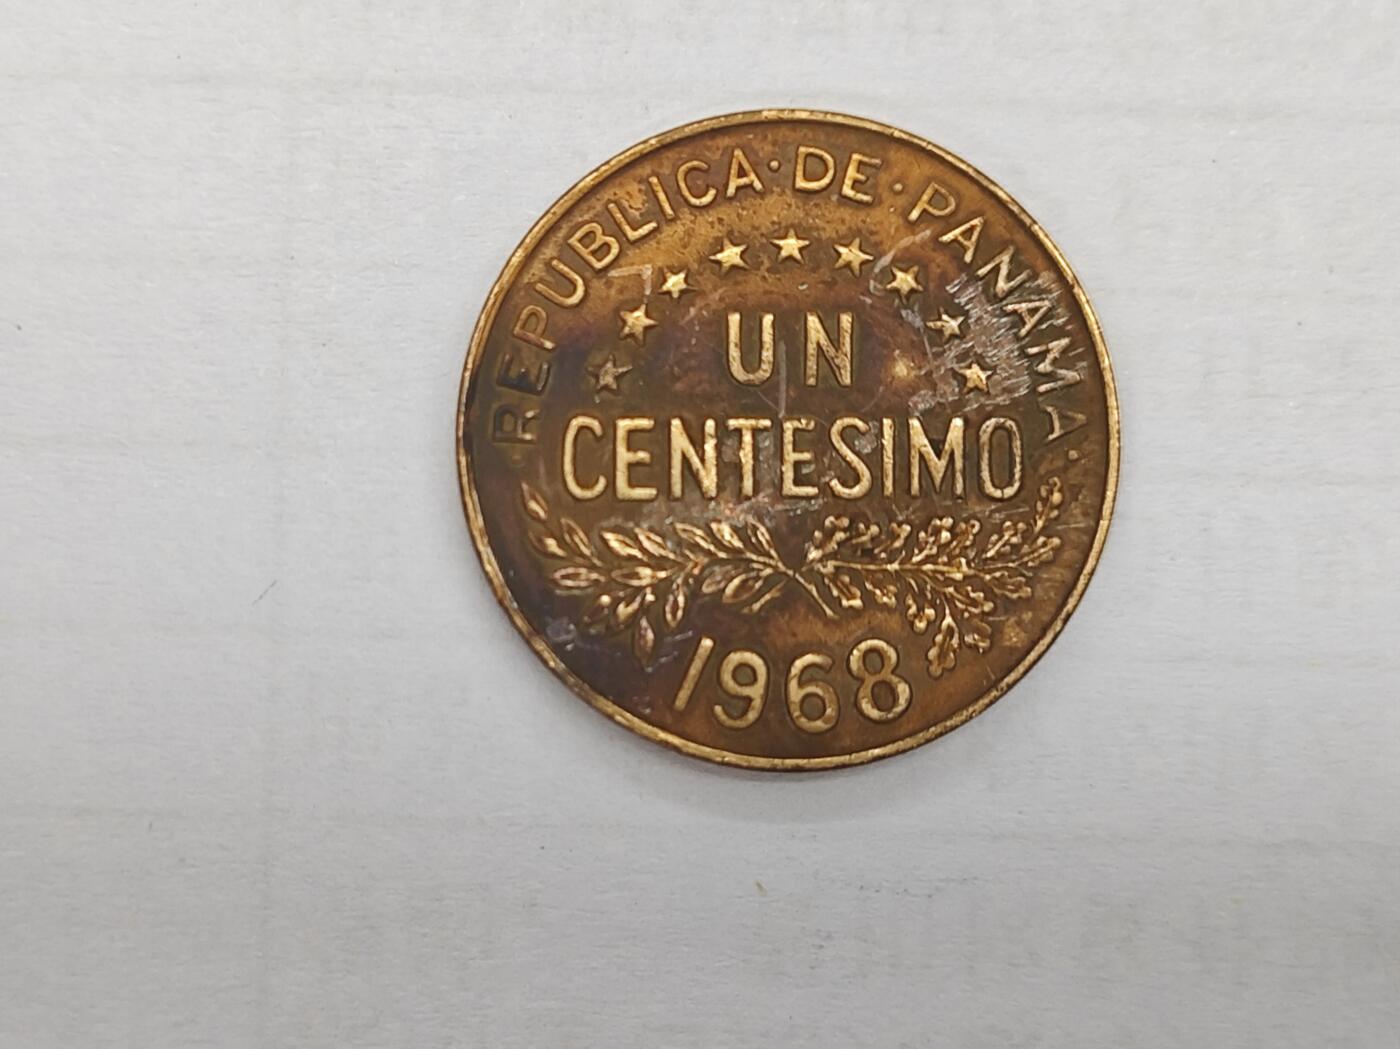 REPUBLICA·DE·PANAMA·
UN
CENTESIMO
1968